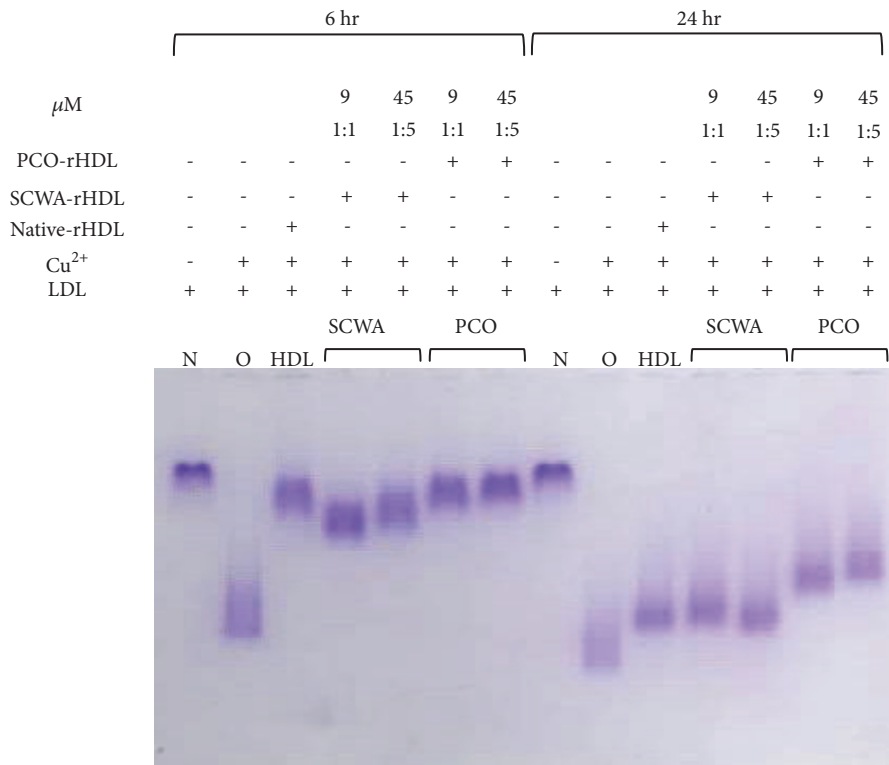 6 hr 24 hr
μM 9 45 9 45 9 45 9 45
1:1 1:5 1:1 1:5 1:1 1:5 1:1 1:5
PCO-rHDL - - - - - + + - - - - - + +
SCWA-rHDL - - - + + - - - - - + + - -
Native-rHDL - - + - - - - - - + - - - -
Cu²⁺ - + + + + + + - + + + + + +
LDL + + + + + + + + + + + + + +
SCWA PCO SCWA PCO
N O HDL N O HDL